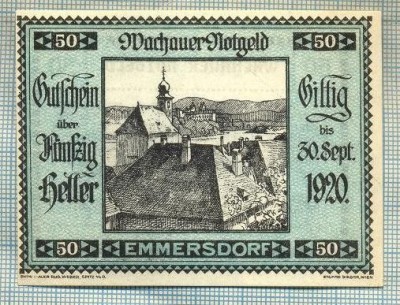 50 Wachauer Notgeld 50
Gutschein
über
Fünfzig
Heller
Giltig
bis
30. Sept.
1920.
50 EMMERSDORF 50